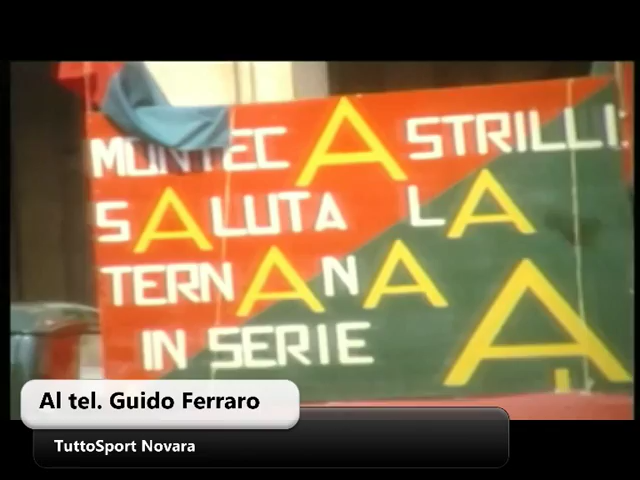 MONTECASTRILLI
SALUTA LA
TERNANA
IN SERIE A
Al tel. Guido Ferraro
TuttoSport Novara